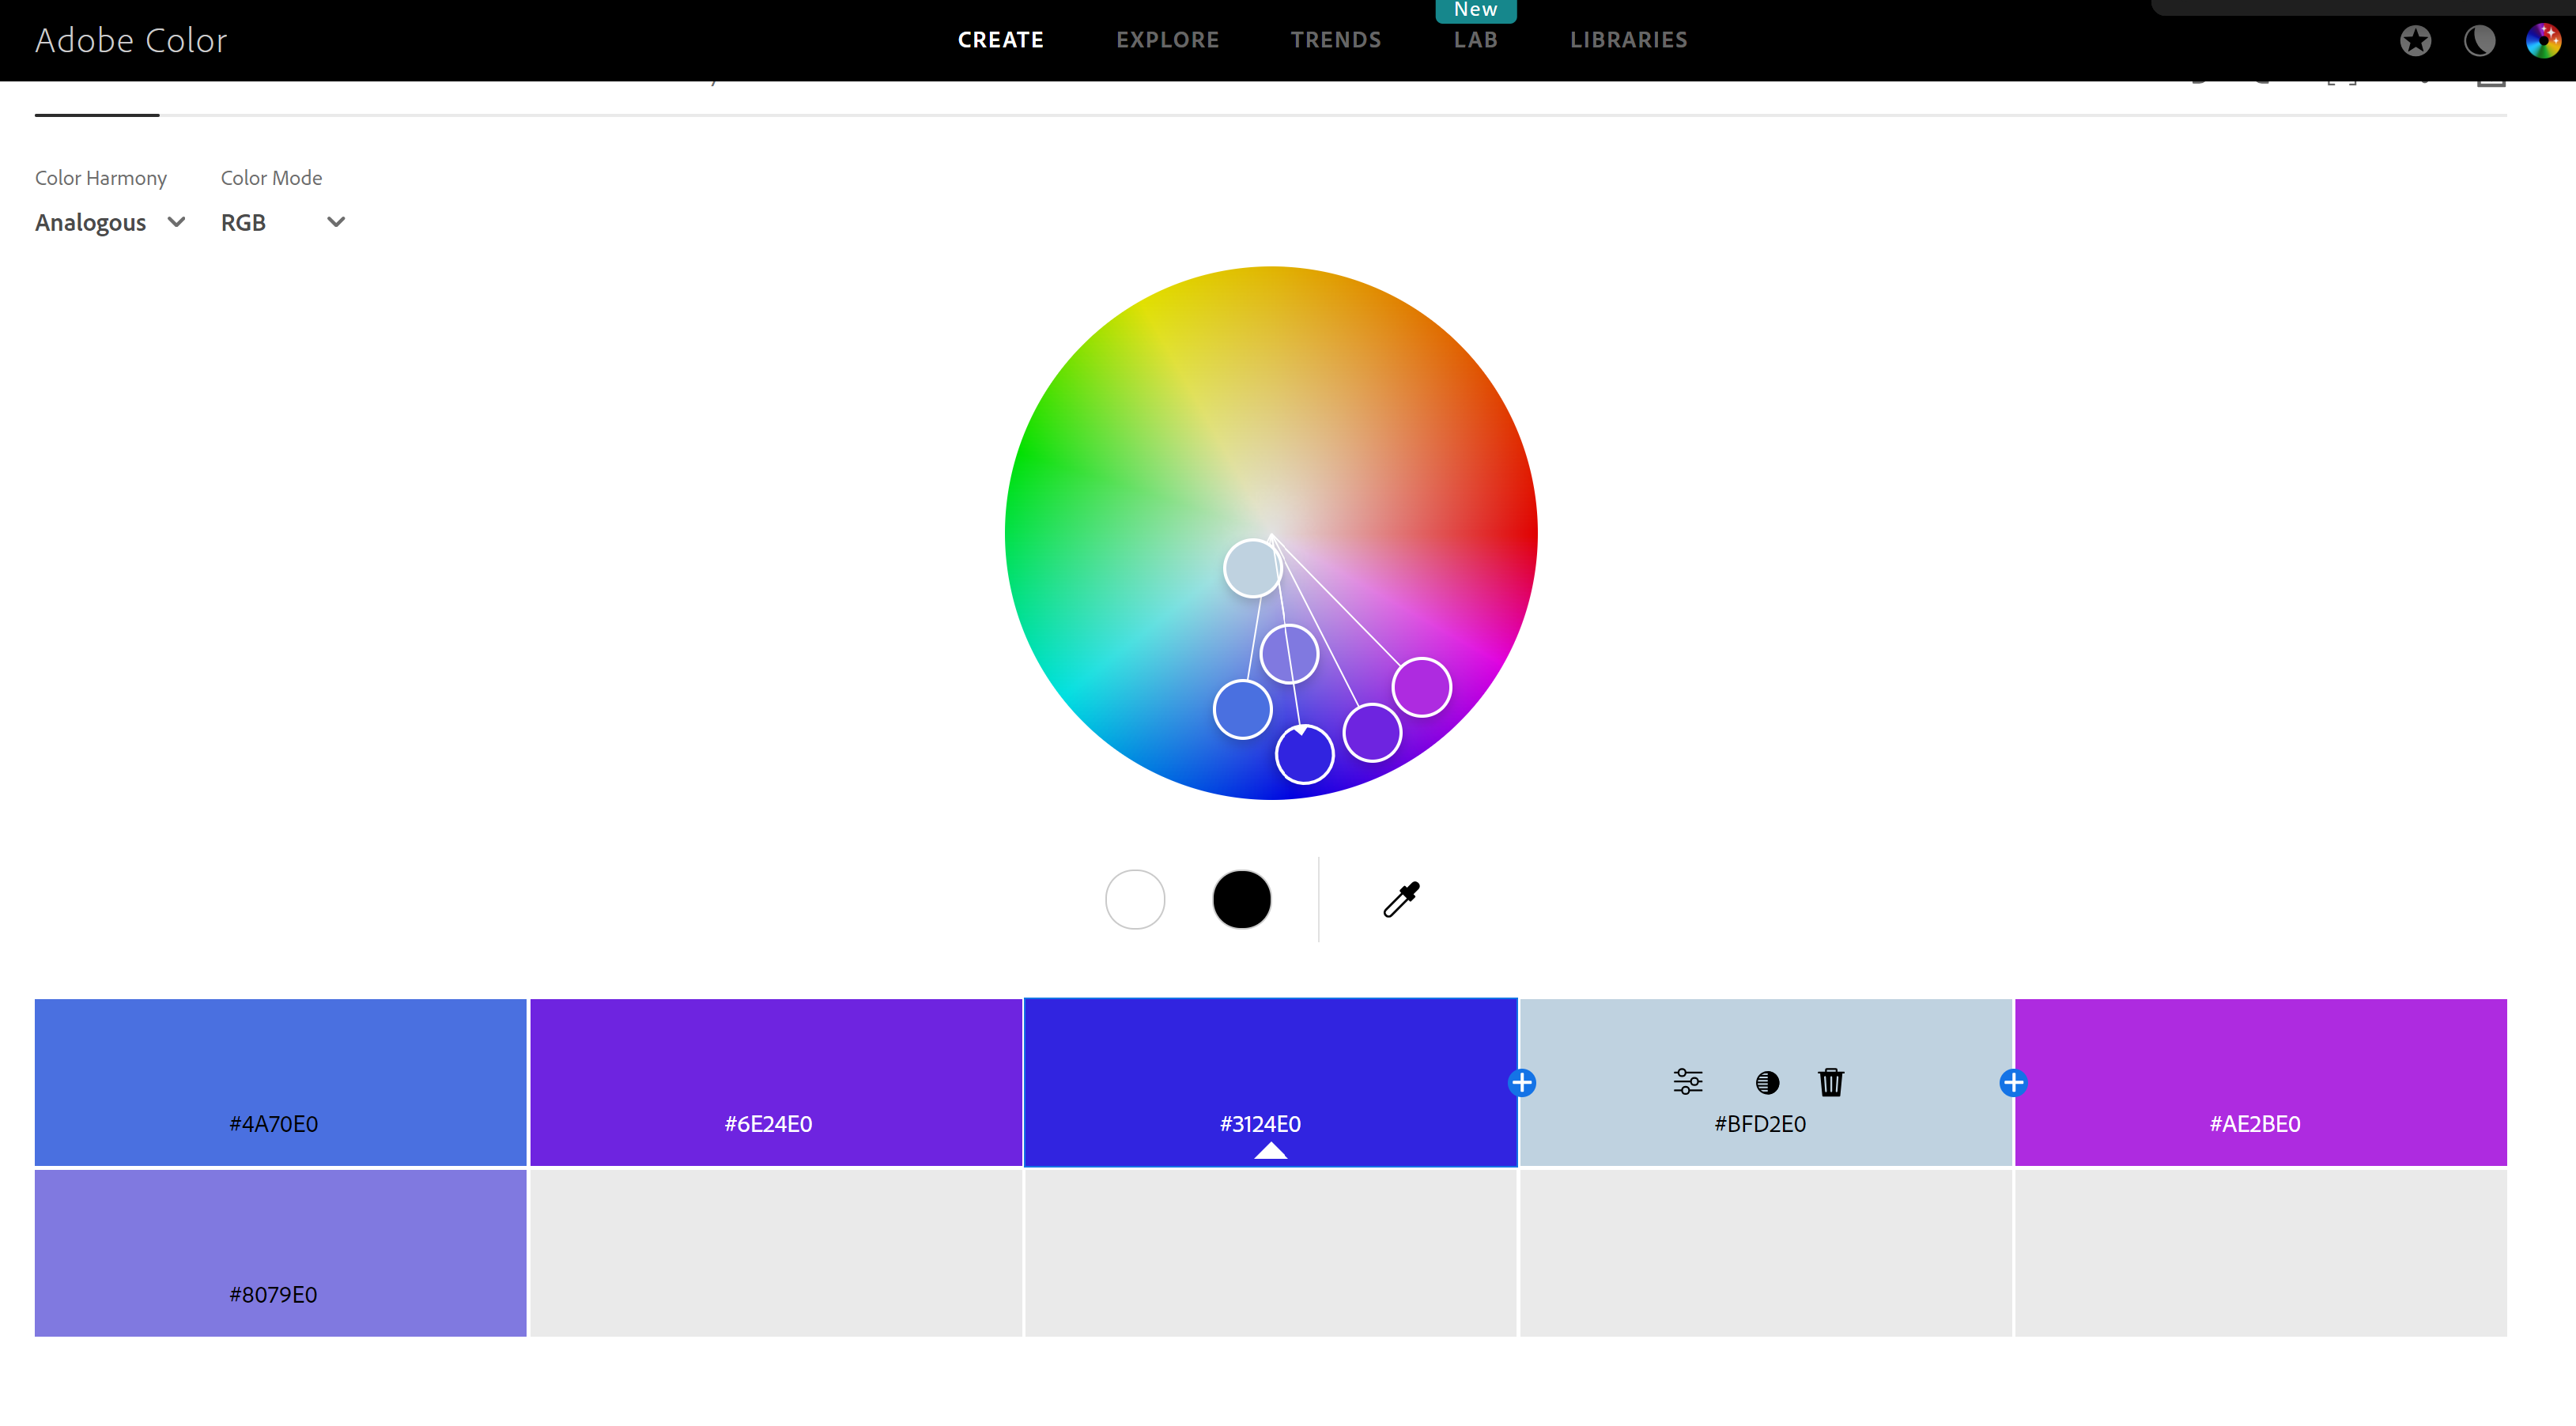 New
Adobe Color
CREATE
EXPLORE
TRENDS
LAB
LIBRARIES
Color Harmony
Color Mode
Analogous
RGB
#4A70E0
#6E24E0
#3124E0
#BFD2E0
#AE2BE0
#8079E0